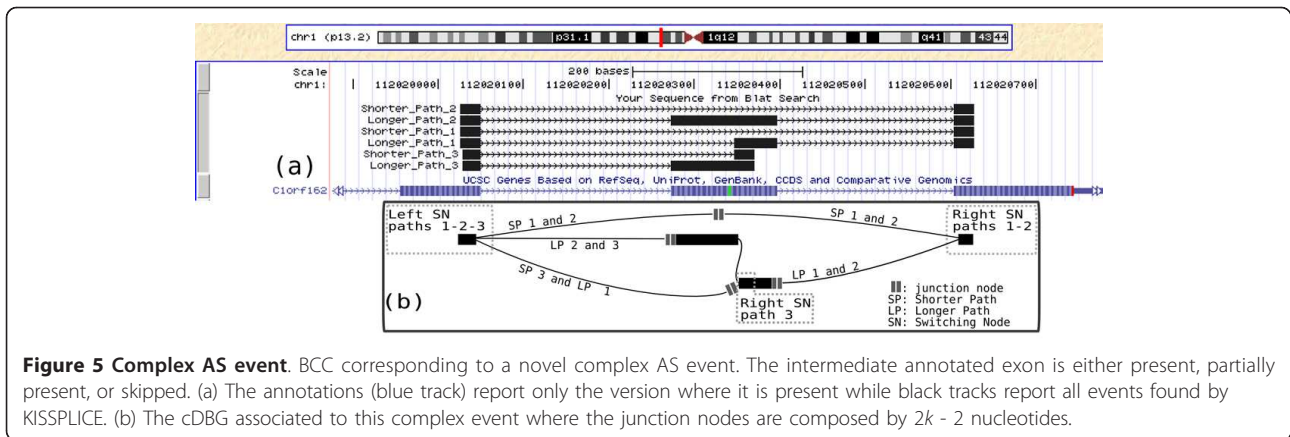 chr1 (p13.2) p31.1 1q12 q41 43 44
Scale 200 bases
chr1: 112020000 112020100 112020200 112020300 112020400 112020500 112020600 112020700
Your Sequence from Blat Search
Shorter_Path_2
Longer_Path_2
Shorter_Path_1
Longer_Path_1
Shorter_Path_3
Longer_Path_3
(a)
UCSC Genes Based on RefSeq, UniProt, GenBank, CCDS and Comparative Genomics
C1orf162
Left SN
paths 1-2-3
SP 1 and 2
SP 1 and 2
Right SN
paths 1-2
LP 2 and 3
SP 3 and LP 1
LP 1 and 2
(b)
Right SN
path 3
: junction node
SP: Shorter Path
LP: Longer Path
SN: Switching Node
Figure 5 Complex AS event. BCC corresponding to a novel complex AS event. The intermediate annotated exon is either present, partially
present, or skipped. (a) The annotations (blue track) report only the version where it is present while black tracks report all events found by
KISSPLICE. (b) The cDBG associated to this complex event where the junction nodes are composed by 2k - 2 nucleotides.